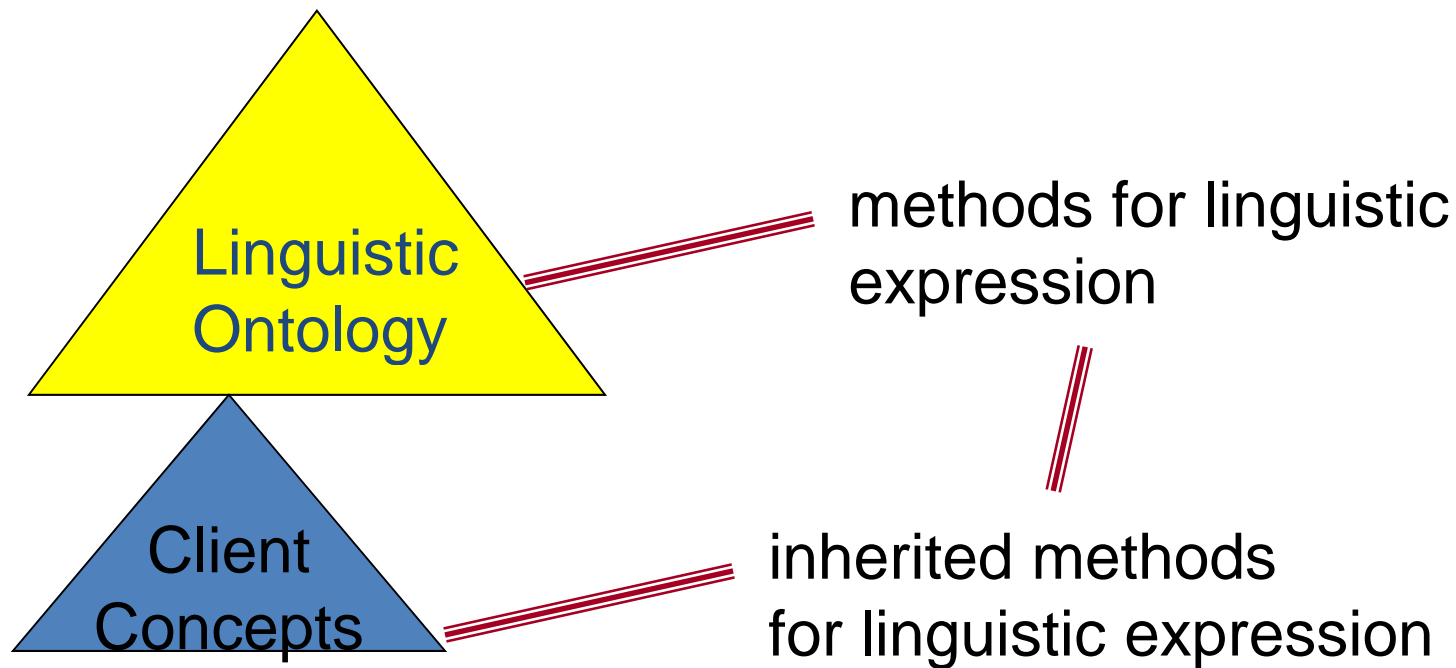 Linguistic
Ontology
methods for linguistic
expression
Client
Concepts
inherited methods
for linguistic expression